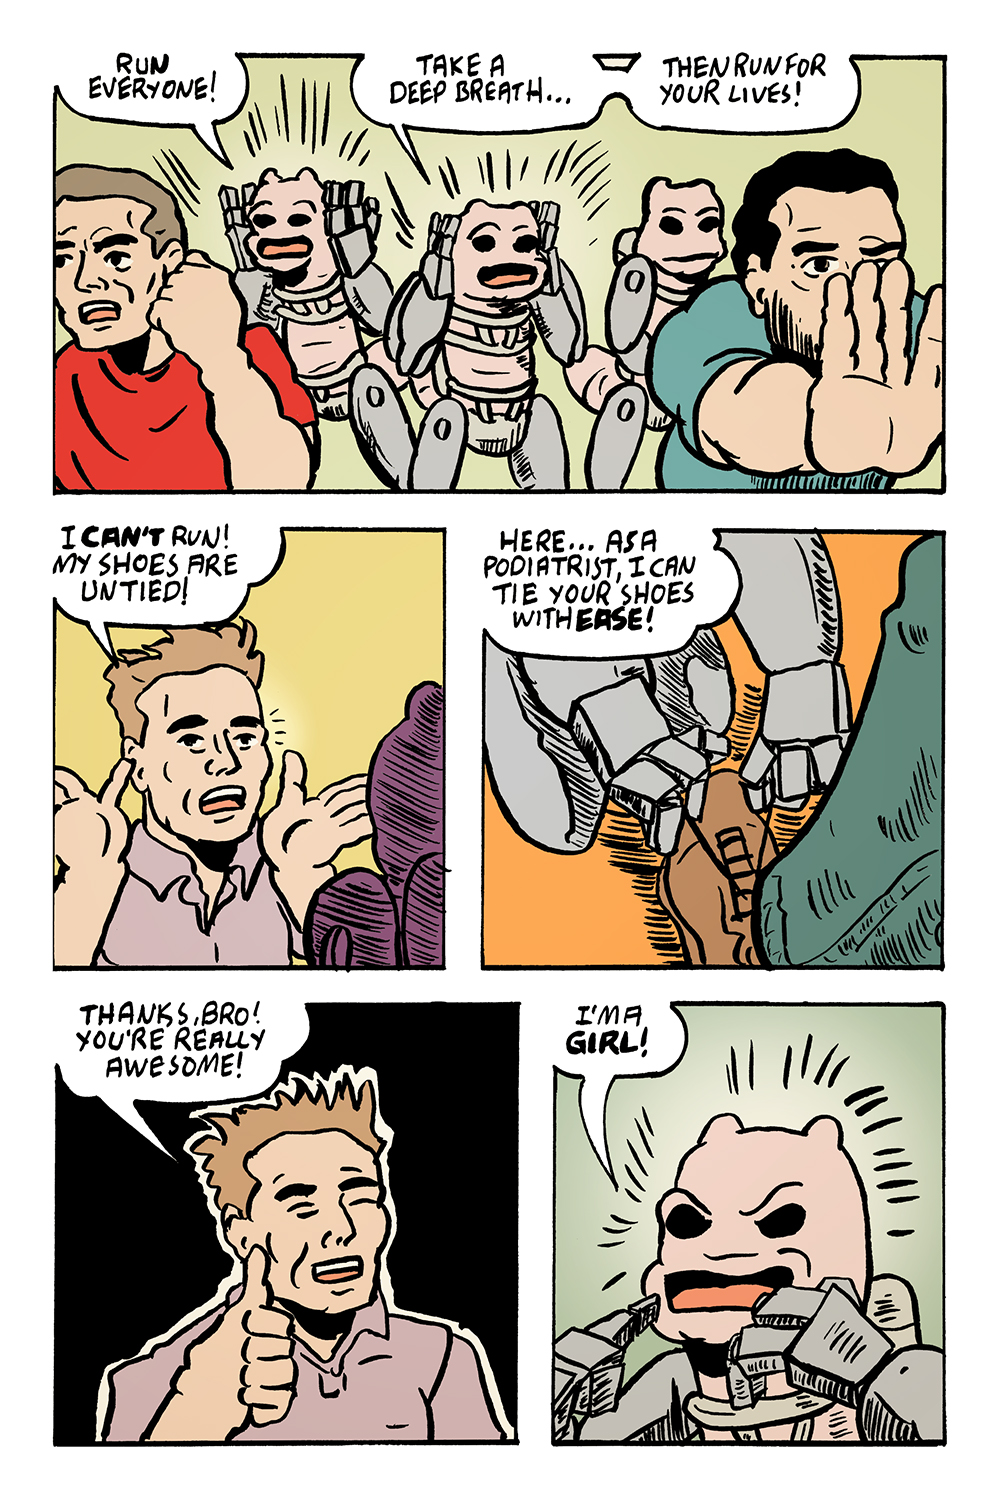 RUN
EVERYONE!
TAKE A
DEEP BREATH...
THEN RUN FOR
YOUR LIVES!
I CAN'T RUN!
MY SHOES ARE
UNTIED!
HERE... AS A
PODIATRIST, I CAN
TIE YOUR SHOES
WITH EASE!
THANKS, BRO!
YOU'RE REALLY
AWESOME!
I'M A
GIRL!